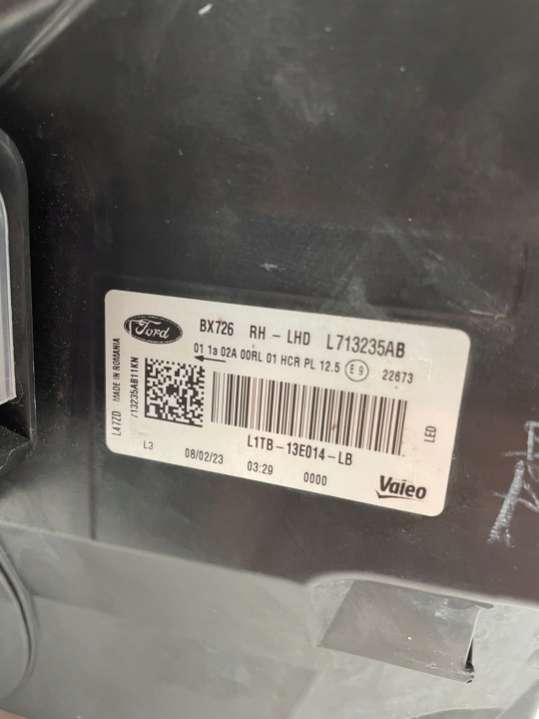 Ford BX726 RH - LHD L713235AB
01 1a 02A 00RL 01 HCR PL 12.5 E9 22673
L47ZD MADE IN ROMANIA
713235AB11KN
LED
L1TB-13E014-LB
L3 08/02/23 03:29 0000
Valeo